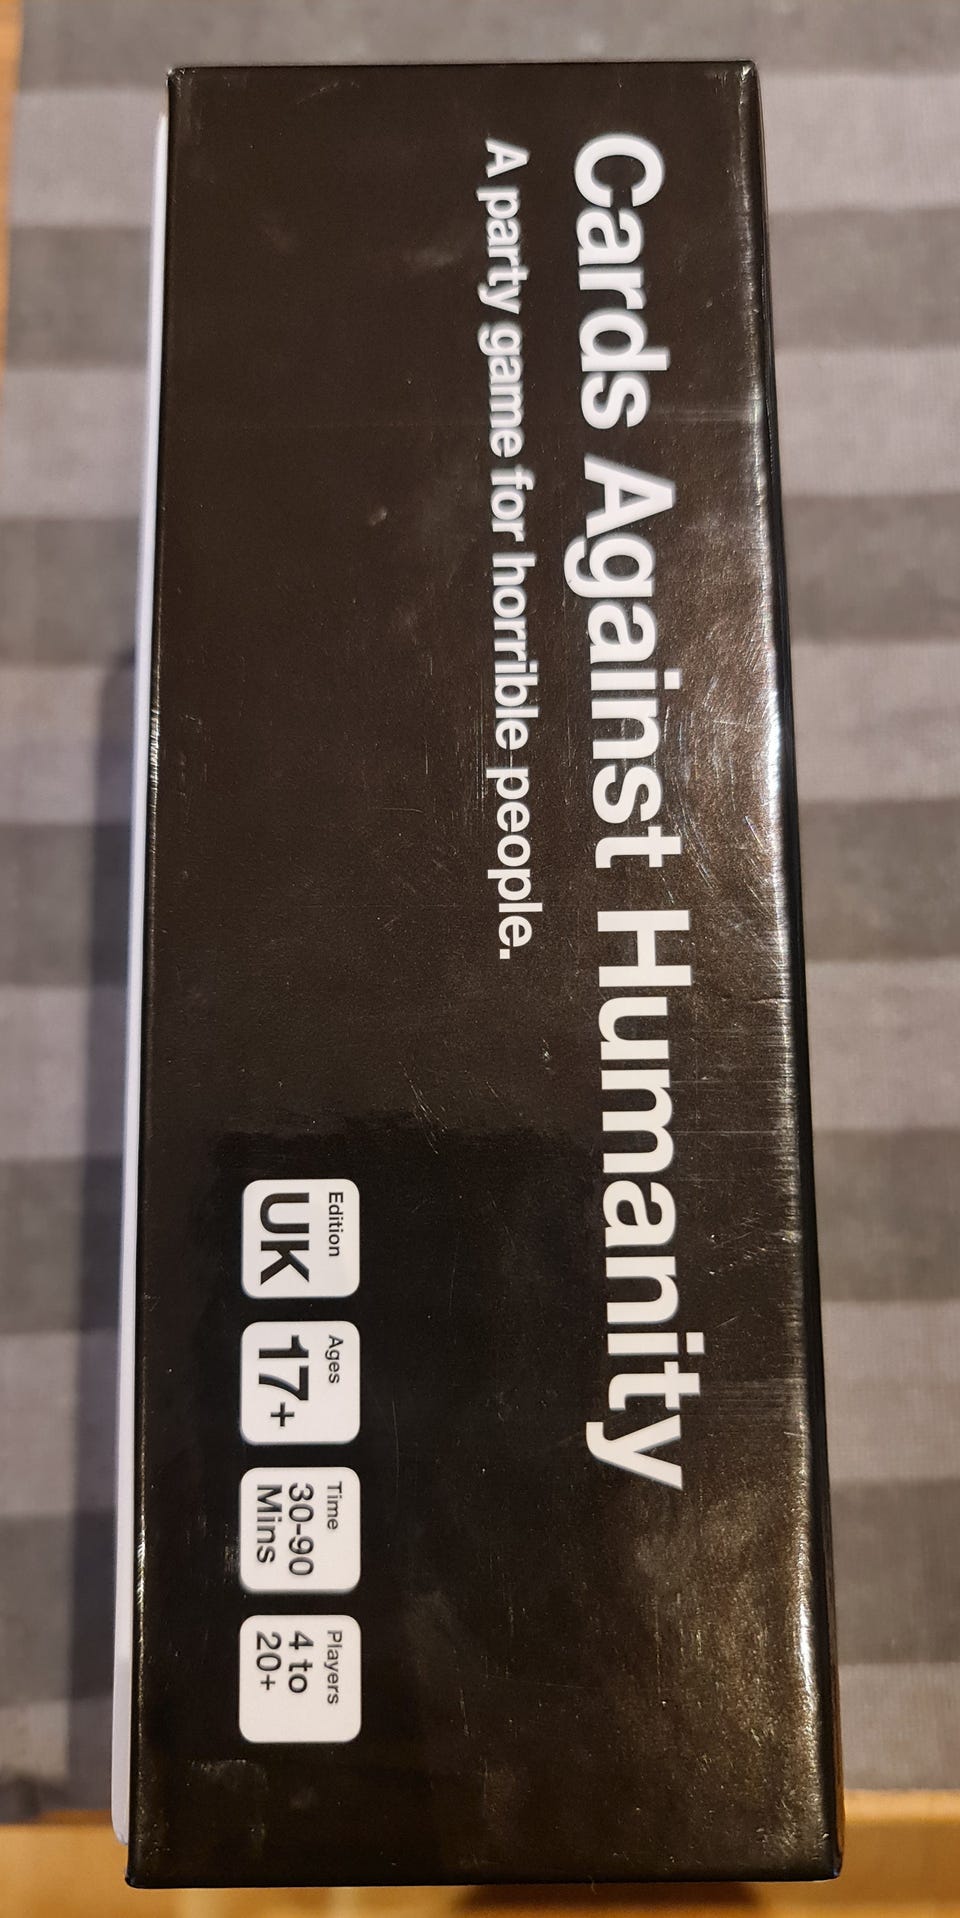 Cards Against Humanity
A party game for horrible people.
Edition
UK
Ages
17+
Time
30-90
Mins
Players
4 to
20+